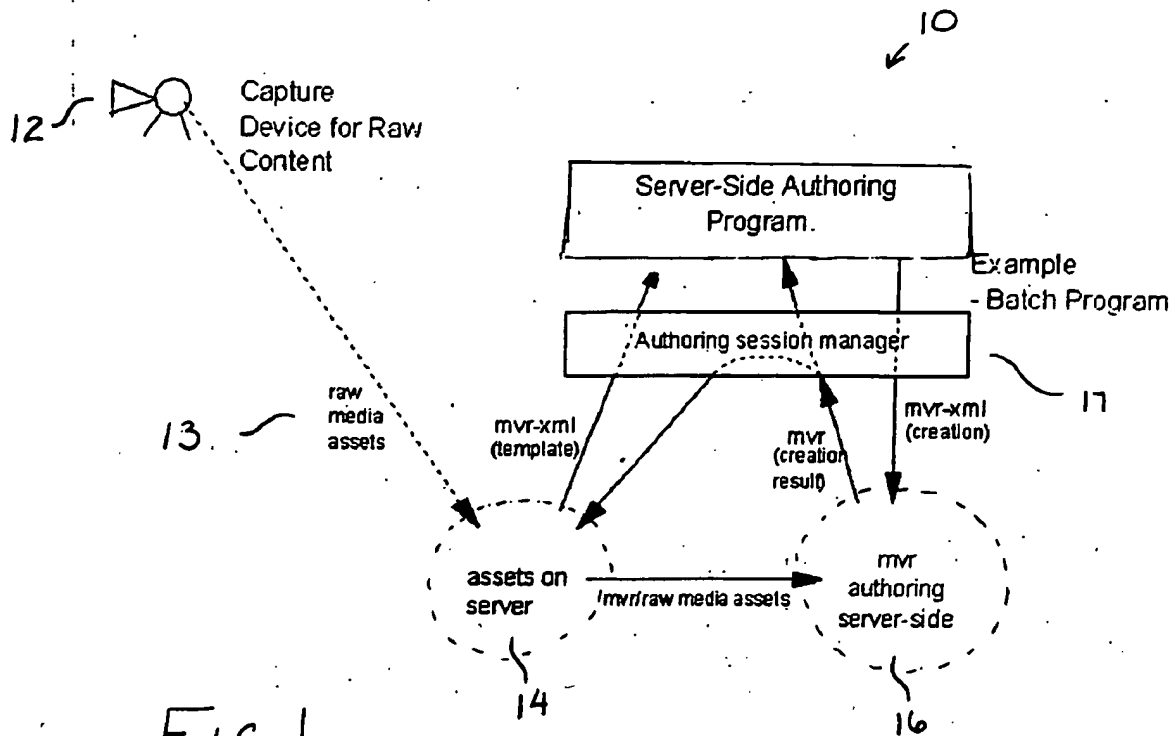 10
12
Capture
Device for Raw
Content
Server-Side Authoring
Program.
Example
- Batch Program
Authoring session manager
17
13.
raw
media
assets
mvr-xml
(template)
mvr
(creation
result)
mvr-xml
(creation)
assets on
server
/mvr/raw media assets
mvr
authoring
server-side
14
16
FIG. 1